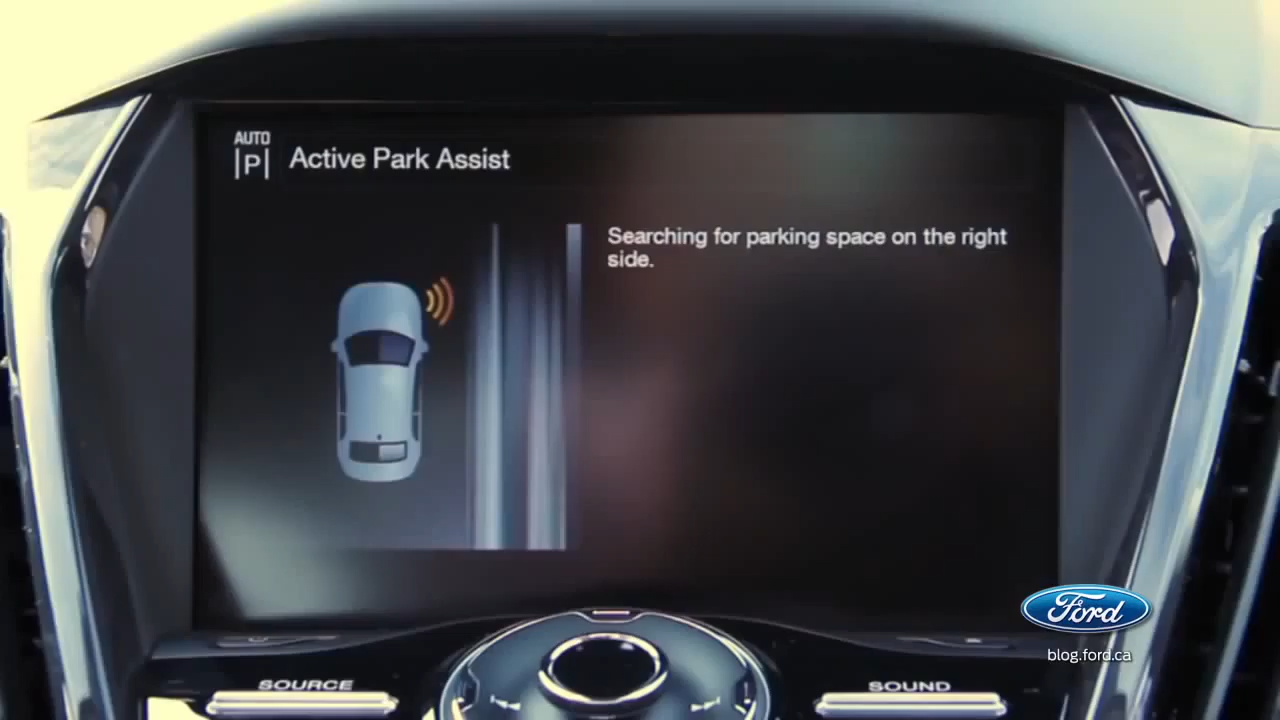 AUTO
|P|
Active Park Assist
Searching for parking space on the right
side.
Ford
blog.ford.ca
SOURCE
SOUND